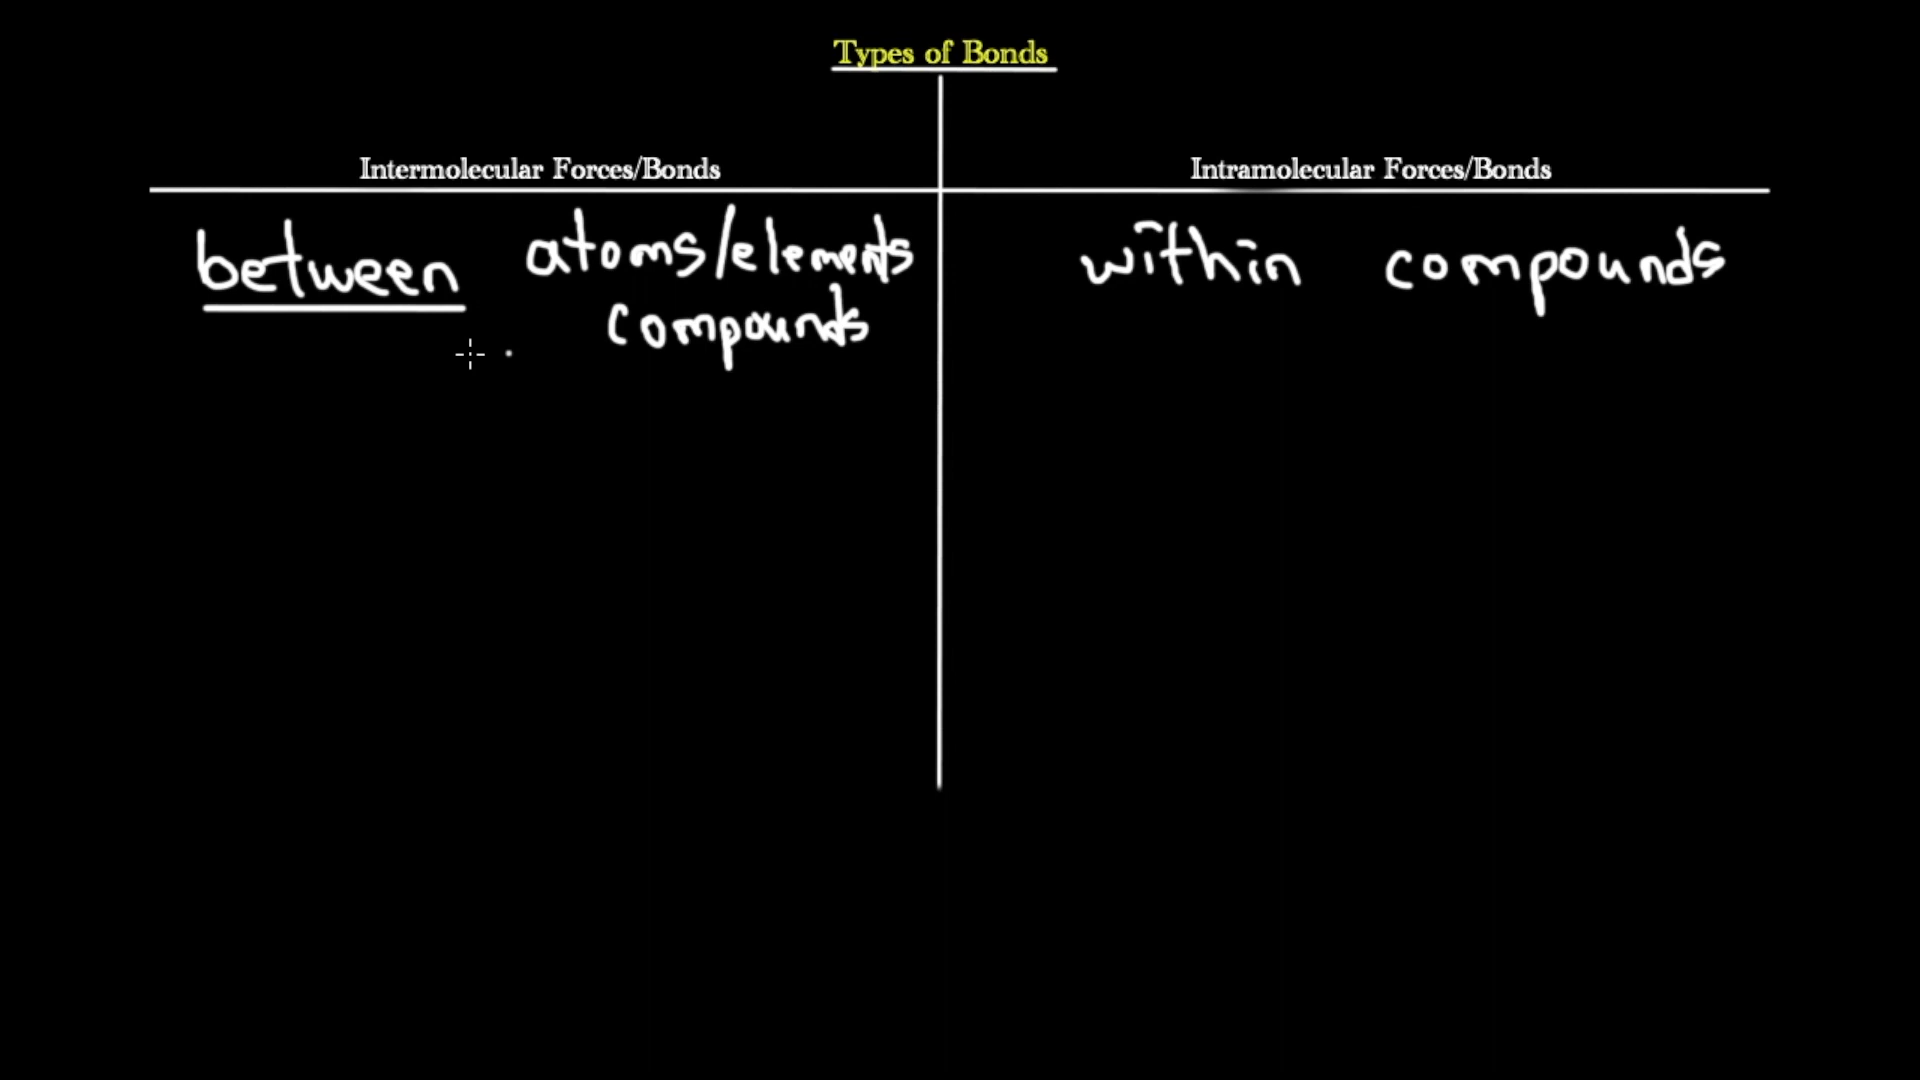 Types of Bonds
Intermolecular Forces/Bonds
Intramolecular Forces/Bonds
between atoms/elements
compounds
within compounds